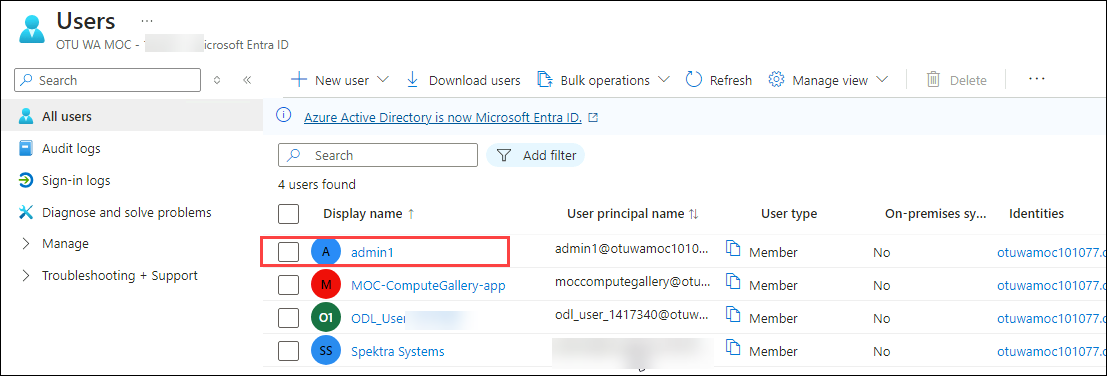 Users ...
OTU WA MOC - icrosoft Entra ID
Search
New user Download users Bulk operations Refresh Manage view Delete ...
All users
Audit logs
Sign-in logs
Diagnose and solve problems
Manage
Troubleshooting + Support
Azure Active Directory is now Microsoft Entra ID.
Search Add filter
4 users found
Display name ↑ User principal name ↑↓ User type On-premises sy... Identities
A admin1 admin1@otuwamoc1010... Member No otuwamoc101077.
M MOC-ComputeGallery-app moccomputegallery@otu... Member No otuwamoc101077.
O1 ODL_User odl_user_1417340@otuw... Member No otuwamoc101077.
SS Spektra Systems Member No otuwamoc101077.